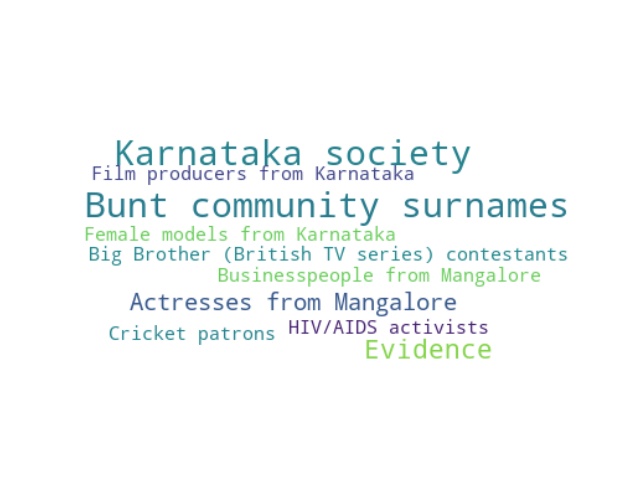 Karnataka society
Film producers from Karnataka
Bunt community surnames
Female models from Karnataka
Big Brother (British TV series) contestants
Businesspeople from Mangalore
Actresses from Mangalore
HIV/AIDS activists
Cricket patrons
Evidence